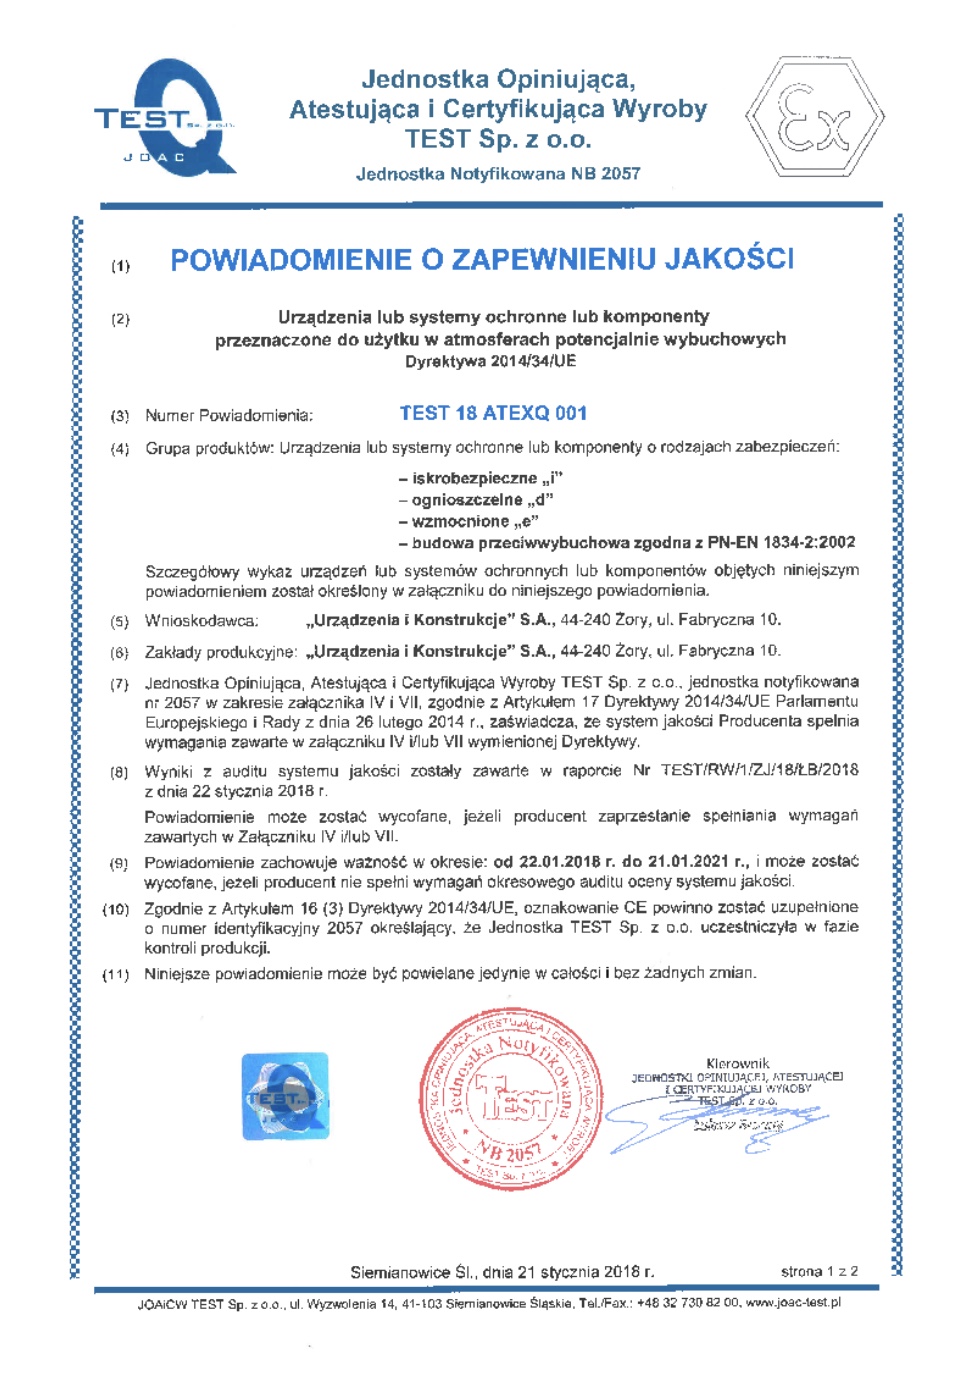 TEST Sp. z o.o.
JOAC
Jednostka Opiniująca,
Atestująca i Certyfikująca Wyroby
TEST Sp. z o.o.
Jednostka Notyfikowana NB 2057
Ex
(1) POWIADOMIENIE O ZAPEWNIENIU JAKOŚCI
(2) Urządzenia lub systemy ochronne lub komponenty
przeznaczone do użytku w atmosferach potencjalnie wybuchowych
Dyrektywa 2014/34/UE
(3) Numer Powiadomienia: TEST 18 ATEXQ 001
(4) Grupa produktów: Urządzenia lub systemy ochronne lub komponenty o rodzajach zabezpieczeń:
– iskrobezpieczne „i”
– ognioszczelne „d”
– wzmocnione „e”
– budowa przeciwwybuchowa zgodna z PN-EN 1834-2:2002
Szczegółowy wykaz urządzeń lub systemów ochronnych lub komponentów objętych niniejszym
powiadomieniem został określony w załączniku do niniejszego powiadomienia.
(5) Wnioskodawca: „Urządzenia i Konstrukcje” S.A., 44-240 Żory, ul. Fabryczna 10.
(6) Zakłady produkcyjne: „Urządzenia i Konstrukcje” S.A., 44-240 Żory, ul. Fabryczna 10.
(7) Jednostka Opiniująca, Atestująca i Certyfikująca Wyroby TEST Sp. z o.o., jednostka notyfikowana
nr 2057 w zakresie załącznika IV i VII, zgodnie z Artykułem 17 Dyrektywy 2014/34/UE Parlamentu
Europejskiego i Rady z dnia 26 lutego 2014 r., zaświadcza, że system jakości Producenta spełnia
wymagania zawarte w załączniku IV i/lub VII wymienionej Dyrektywy.
(8) Wyniki z auditu systemu jakości zostały zawarte w raporcie Nr TEST/RW/1/ZJ/18/ŁB/2018
z dnia 22 stycznia 2018 r.
Powiadomienie może zostać wycofane, jeżeli producent zaprzestanie spełniania wymagań
zawartych w Załączniku IV i/lub VII.
(9) Powiadomienie zachowuje ważność w okresie: od 22.01.2018 r. do 21.01.2021 r., i może zostać
wycofane, jeżeli producent nie spełni wymagań okresowego auditu oceny systemu jakości.
(10) Zgodnie z Artykułem 16 (3) Dyrektywy 2014/34/UE, oznakowanie CE powinno zostać uzupełnione
o numer identyfikacyjny 2057 określający, że Jednostka TEST Sp. z o.o. uczestniczyła w fazie
kontroli produkcji.
(11) Niniejsze powiadomienie może być powielane jedynie w całości i bez żadnych zmian.
TEST
JEDNOSTKA OPINIUJĄCA, ATESTUJĄCA I CERTYFIKUJĄCA WYROBY
Jednostka Notyfikowana
TEST
NB 2057
TEST Sp. z o.o.
Kierownik
JEDNOSTKI OPINIUJĄCEJ, ATESTUJĄCEJ
I CERTYFIKUJĄCEJ WYROBY
TEST Sp. z o.o.
Siemianowice Śl., dnia 21 stycznia 2018 r.
strona 1 z 2
JOAiCW TEST Sp. z o.o., ul. Wyzwolenia 14, 41-103 Siemianowice Śląskie, Tel./Fax.: +48 32 730 82 00, www.joac-test.pl